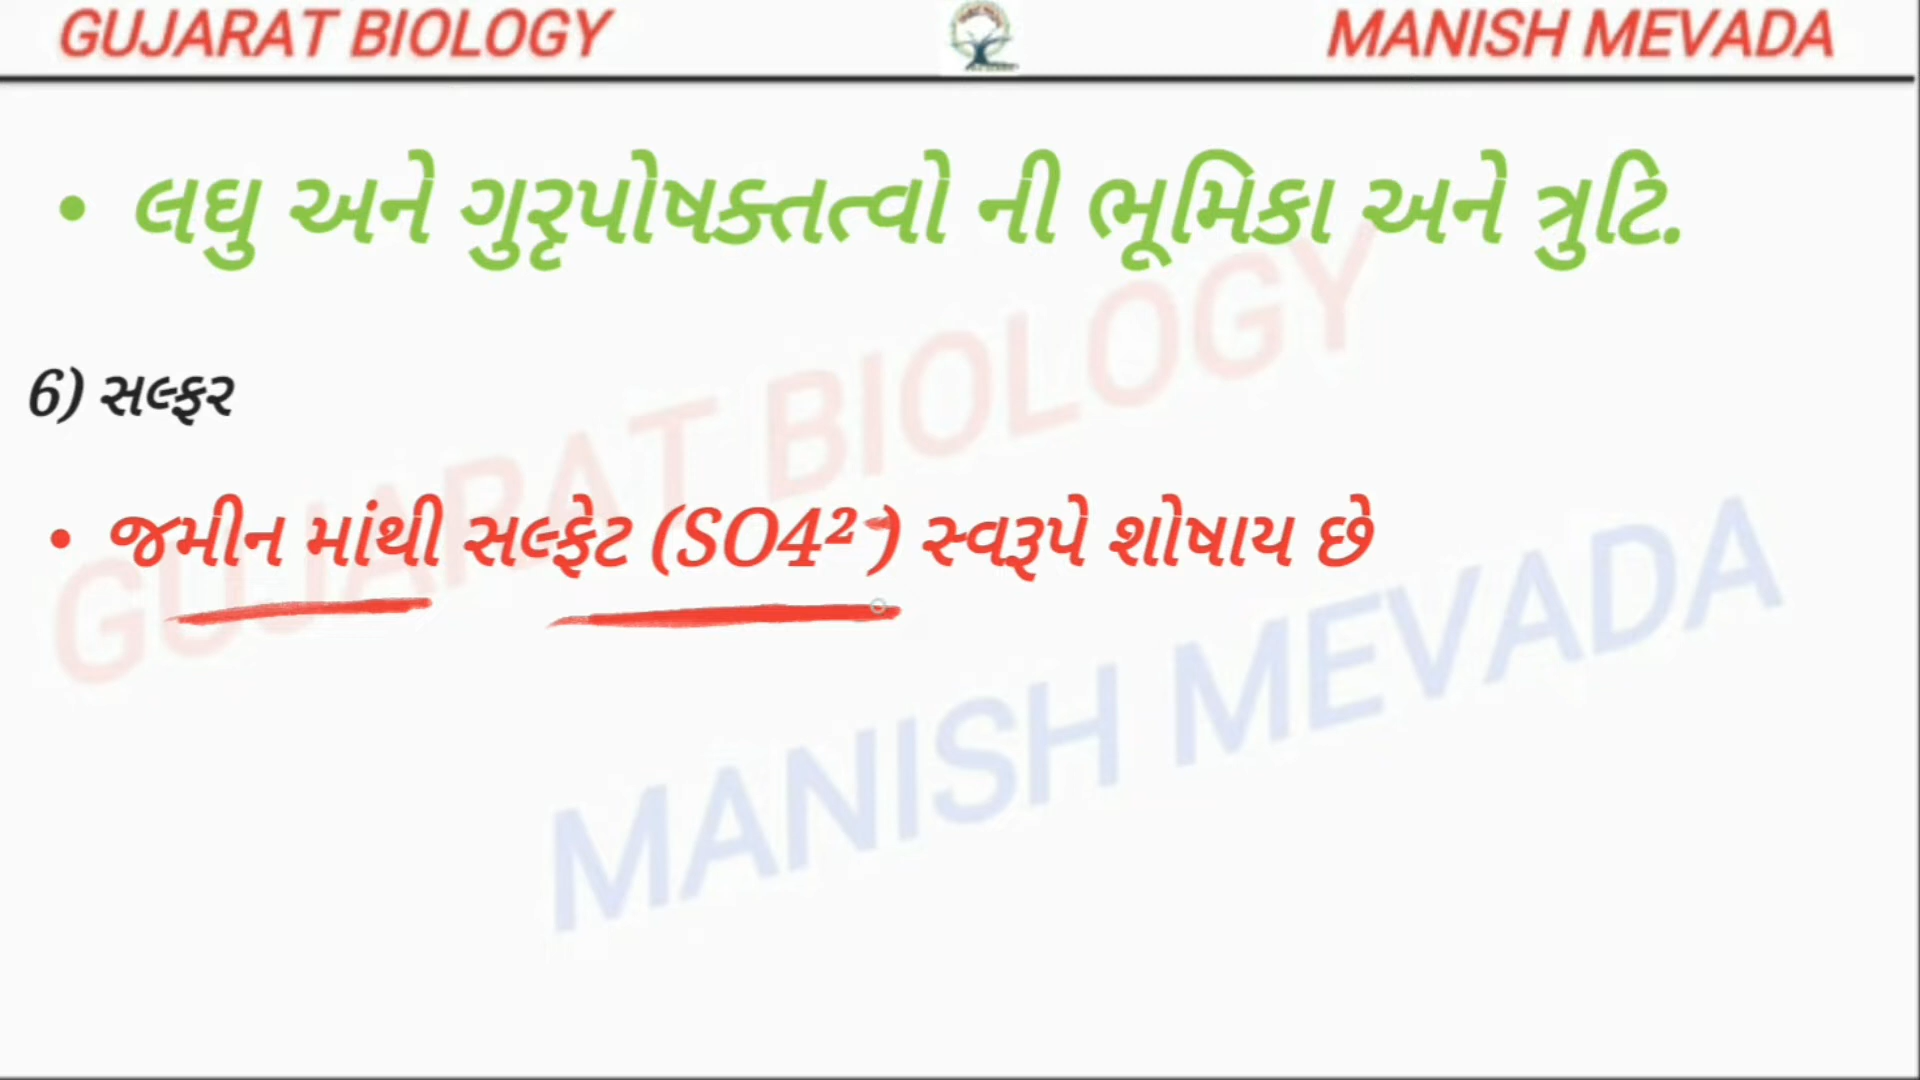 GUJARAT BIOLOGY
MANISH MEVADA
• લઘુ અને ગુરૃપોષક્તત્વો ની ભૂમિકા અને ત્રુટિ.
6) સલ્ફર
• જમીન માંથી સલ્ફેટ (SO4²-) સ્વરૂપે શોષાય છે
GUJARAT BIOLOGY
MANISH MEVADA